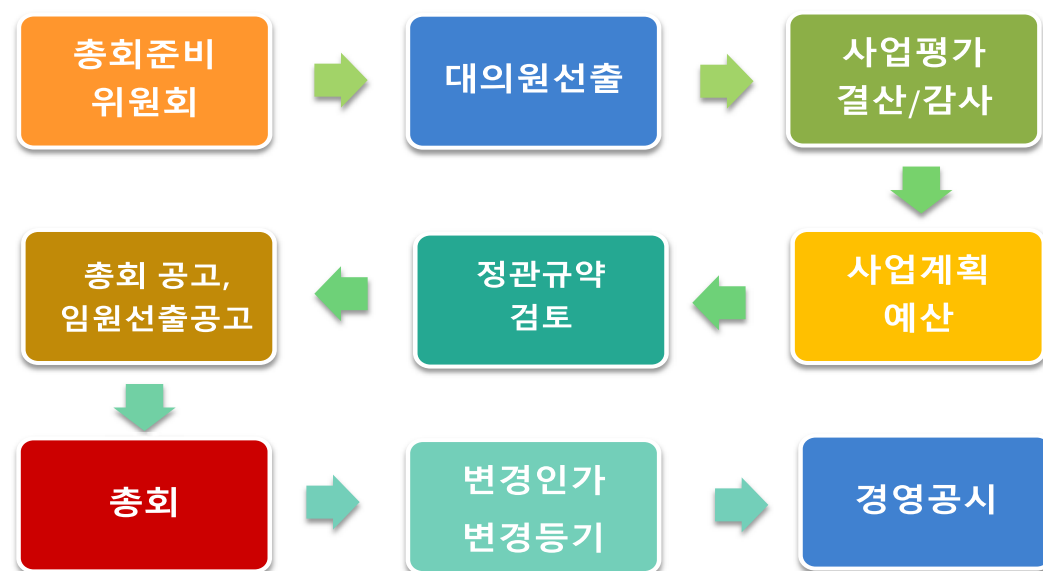 총회준비
위원회
대의원선출
사업평가
결산/감사
사업계획
예산
정관규약
검토
총회 공고,
임원선출공고
총회
변경인가
변경등기
경영공시